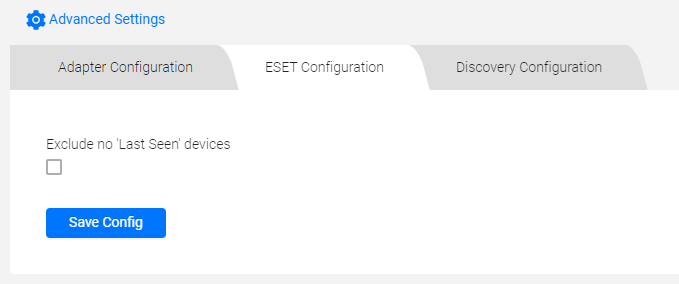 Advanced Settings
Adapter Configuration ESET Configuration Discovery Configuration
Exclude no 'Last Seen' devices
Save Config